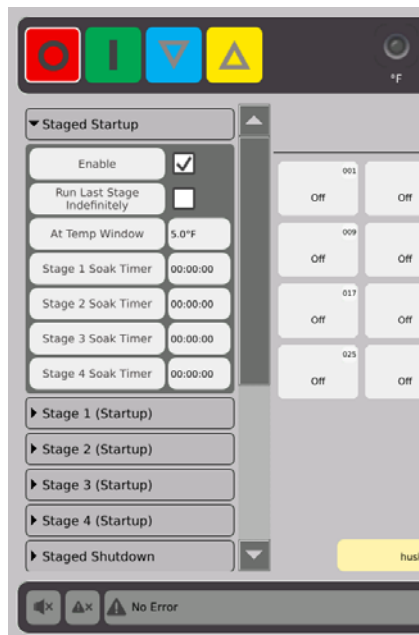 °F
Staged Startup
Enable
Run Last Stage
Indefinitely
At Temp Window
5.0°F
Stage 1 Soak Timer
00:00:00
Stage 2 Soak Timer
00:00:00
Stage 3 Soak Timer
00:00:00
Stage 4 Soak Timer
00:00:00
Stage 1 (Startup)
Stage 2 (Startup)
Stage 3 (Startup)
Stage 4 (Startup)
Staged Shutdown
001
Off
Off
009
Off
Off
017
Off
Off
025
Off
Off
No Error